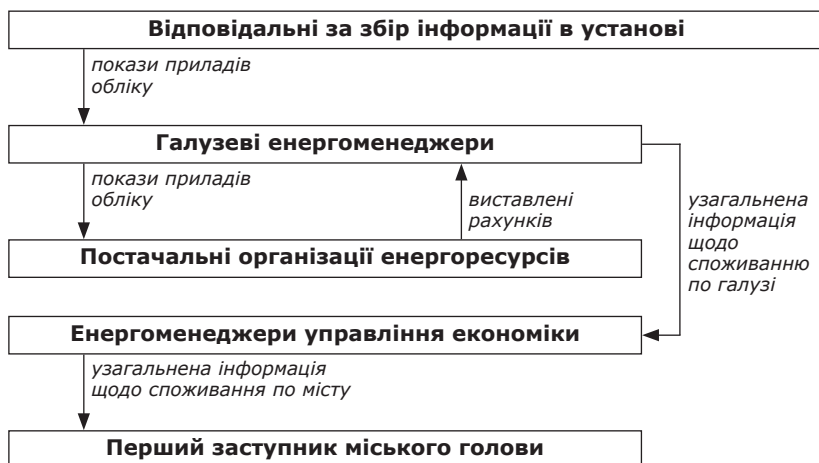 Відповідальні за збір інформації в установі
покази приладів
обліку
Галузеві енергоменеджери
покази приладів
обліку
виставлені
рахунків
узагальнена
інформація
щодо
споживанню
по галузі
Постачальні організації енергоресурсів
Енергоменеджери управління економіки
узагальнена інформація
щодо споживання по місту
Перший заступник міського голови